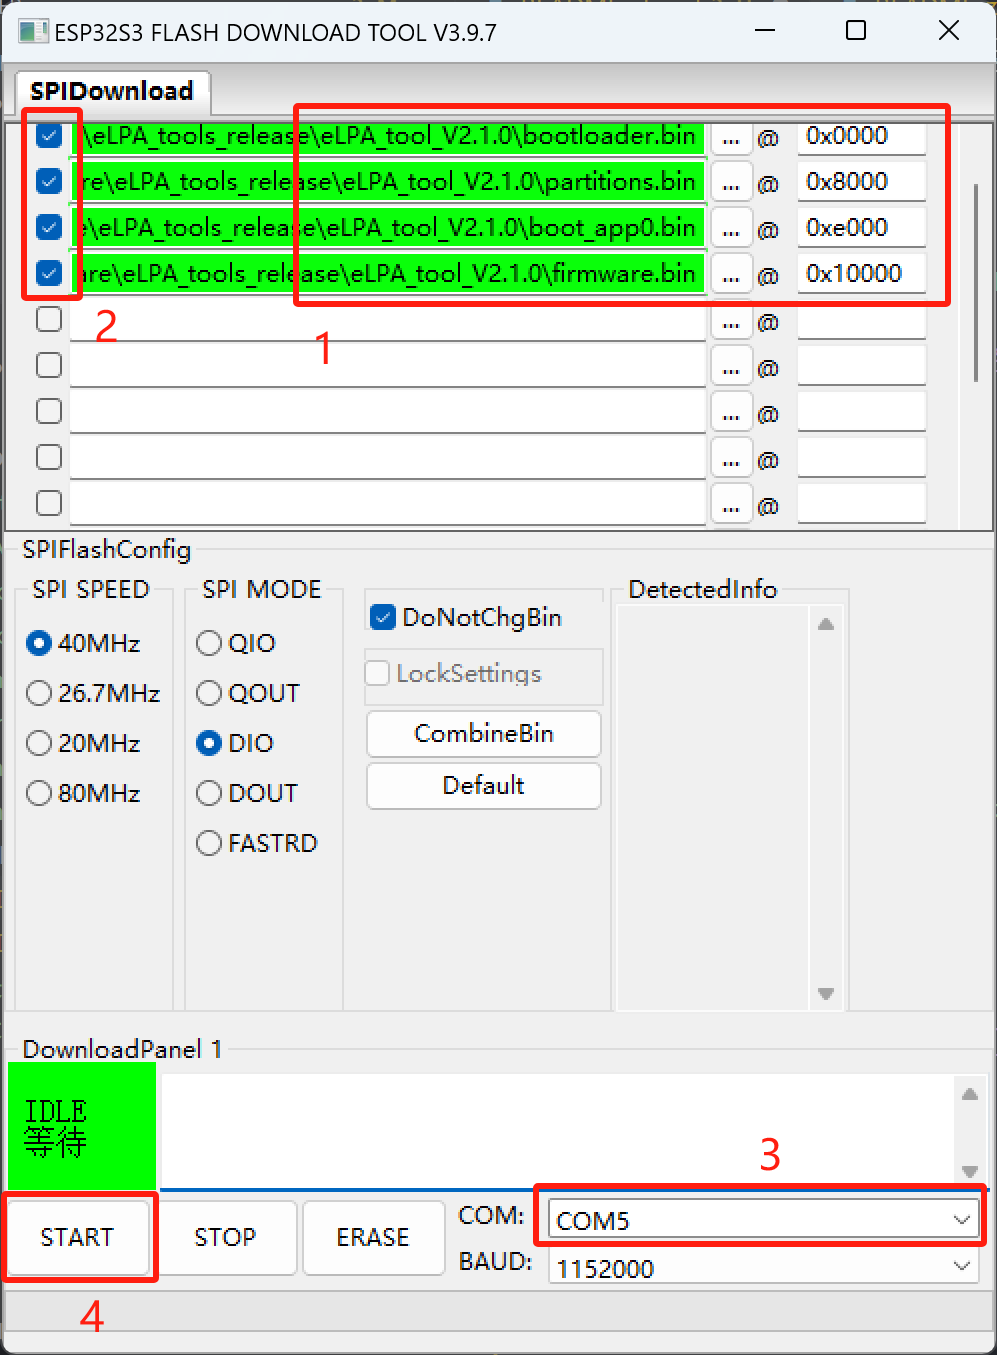 ESP32S3 FLASH DOWNLOAD TOOL V3.9.7
SPIDownload
\eLPA_tools_release\eLPA_tool_V2.1.0\bootloader.bin ... @ 0x0000
re\eLPA_tools_release\eLPA_tool_V2.1.0\partitions.bin ... @ 0x8000
e\eLPA_tools_release\eLPA_tool_V2.1.0\boot_app0.bin ... @ 0xe000
are\eLPA_tools_release\eLPA_tool_V2.1.0\firmware.bin ... @ 0x10000
2
... @
1
... @
... @
... @
... @
SPIFlashConfig
SPI SPEED
40MHz
26.7MHz
20MHz
80MHz
SPI MODE
QIO
QOUT
DIO
DOUT
FASTRD
DoNotChgBin
LockSettings
CombineBin
Default
DetectedInfo
DownloadPanel 1
IDLE
等待
3
START STOP ERASE
COM: COM5
BAUD: 1152000
4